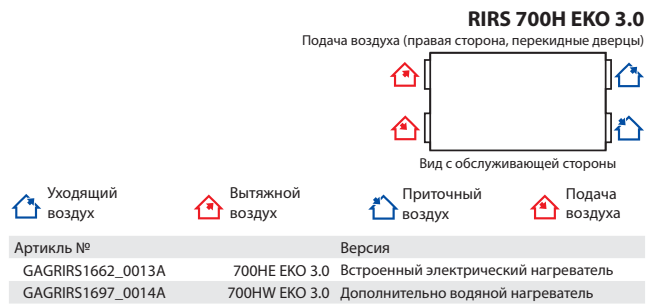 RIRS 700H EKO 3.0
Подача воздуха (правая сторона, перекидные дверцы)
Вид с обслуживающей стороны
Уходящий воздух
Вытяжной воздух
Приточный воздух
Подача воздуха
Артикль № Версия
GAGRIRS1662_0013A 700HE EKO 3.0 Встроенный электрический нагреватель
GAGRIRS1697_0014A 700HW EKO 3.0 Дополнительно водяной нагреватель